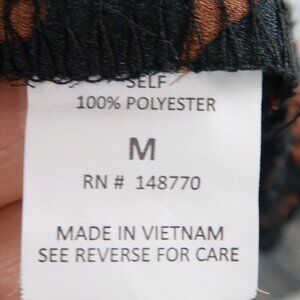 SELF
100% POLYESTER
M
RN # 148770
MADE IN VIETNAM
SEE REVERSE FOR CARE